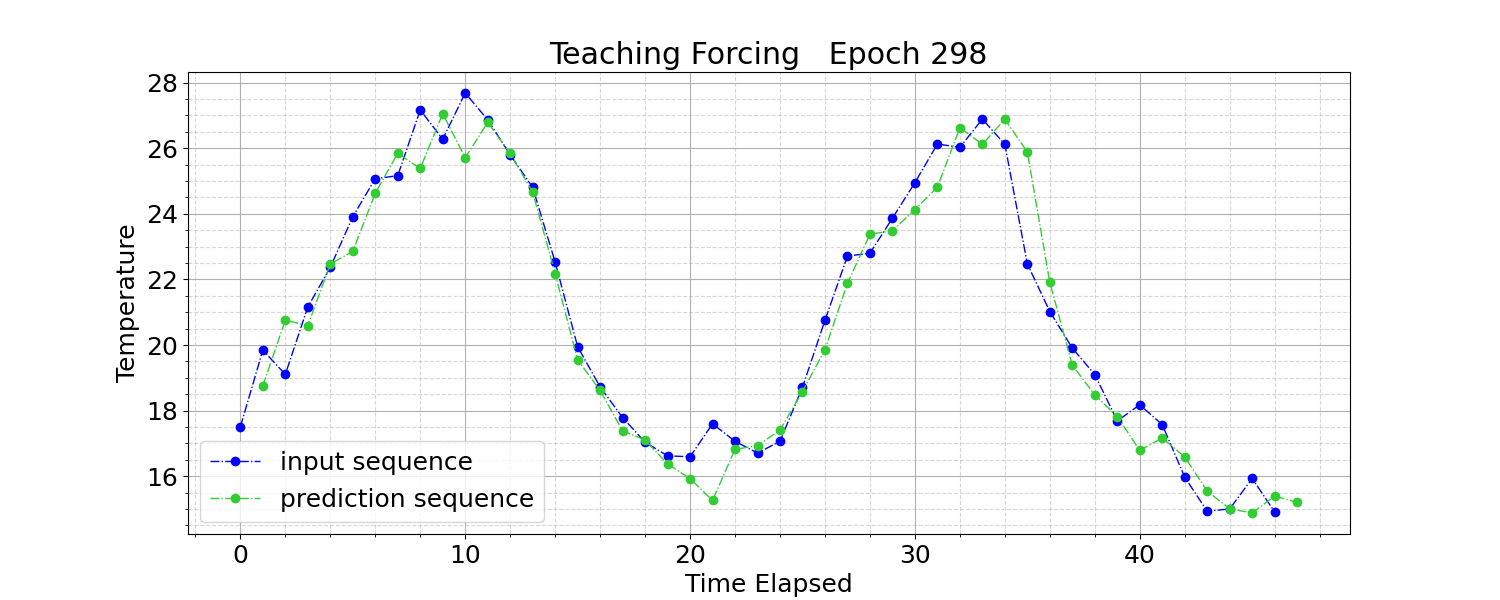 Teaching Forcing   Epoch 298
28
26
24
22
20
18
16
Temperature
input sequence
prediction sequence
0 10 20 30 40
Time Elapsed